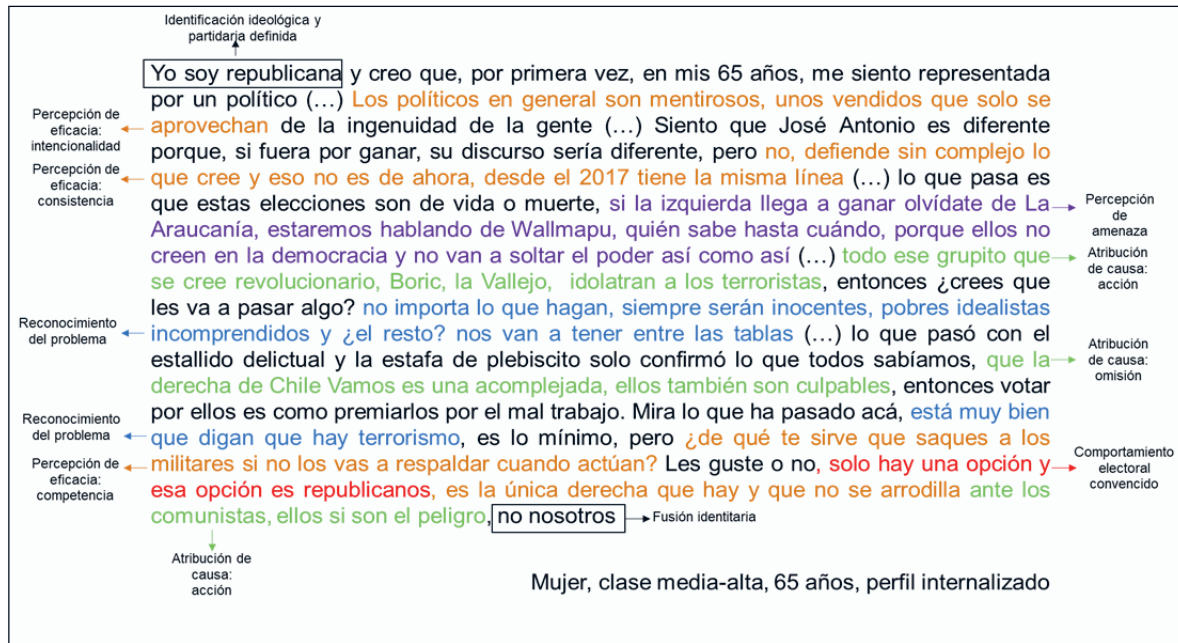 Identificación ideológica y
partidaria definida
Yo soy republicana y creo que, por primera vez, en mis 65 años, me siento representada
por un político (…) Los políticos en general son mentirosos, unos vendidos que solo se
aprovechan de la ingenuidad de la gente (…) Siento que José Antonio es diferente
porque, si fuera por ganar, su discurso sería diferente, pero no, defiende sin complejo lo
que cree y eso no es de ahora, desde el 2017 tiene la misma línea (…) lo que pasa es
que estas elecciones son de vida o muerte, si la izquierda llega a ganar olvídate de La
Araucanía, estaremos hablando de Wallmapu, quién sabe hasta cuándo, porque ellos no
creen en la democracia y no van a soltar el poder así como así (…) todo ese grupito que
se cree revolucionario, Boric, la Vallejo, idolatran a los terroristas, entonces ¿crees que
les va a pasar algo? no importa lo que hagan, siempre serán inocentes, pobres idealistas
incomprendidos y ¿el resto? nos van a tener entre las tablas (…) lo que pasó con el
estallido delictual y la estafa de plebiscito solo confirmó lo que todos sabíamos, que la
derecha de Chile Vamos es una acomplejada, ellos también son culpables, entonces votar
por ellos es como premiarlos por el mal trabajo. Mira lo que ha pasado acá, está muy bien
que digan que hay terrorismo, es lo mínimo, pero ¿de qué te sirve que saques a los
militares si no los vas a respaldar cuando actúan? Les guste o no, solo hay una opción y
esa opción es republicanos, es la única derecha que hay y que no se arrodilla ante los
comunistas, ellos si son el peligro, no nosotros
Percepción de
eficacia:
intencionalidad
Percepción de
eficacia:
consistencia
Reconocimiento
del problema
Reconocimiento
del problema
Percepción de
eficacia:
competencia
Percepción
de
amenaza
Atribución
de causa:
acción
Atribución
de causa:
omisión
Comportamiento
electoral
convencido
Fusión identitaria
Atribución de
causa:
acción
Mujer, clase media-alta, 65 años, perfil internalizado